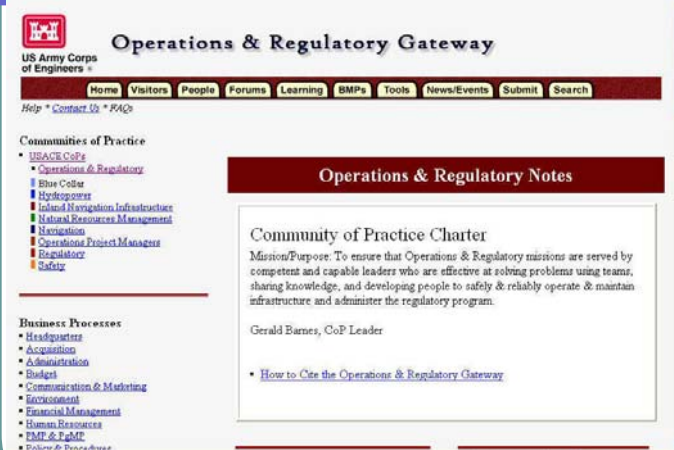 US Army Corps
of Engineers ®
Operations & Regulatory Gateway
Home Visitors People Forums Learning BMPs Tools News/Events Submit Search
Help * Contact Us * FAQs
Communities of Practice
USACE CoPs
Operations & Regulatory
Blue Collar
Hydropower
Inland Navigation Infrastructure
Natural Resources Management
Navigation
Operations Project Managers
Regulatory
Safety
Business Processes
Headquarters
Acquisition
Administration
Budget
Communication & Marketing
Environment
Financial Management
Human Resources
PMP & PgMP
Policy & Procedures
Operations & Regulatory Notes
Community of Practice Charter
Mission/Purpose: To ensure that Operations & Regulatory missions are served by
competent and capable leaders who are effective at solving problems using teams,
sharing knowledge, and developing people to safely & reliably operate & maintain
infrastructure and administer the regulatory program.
Gerald Barnes, CoP Leader
How to Cite the Operations & Regulatory Gateway